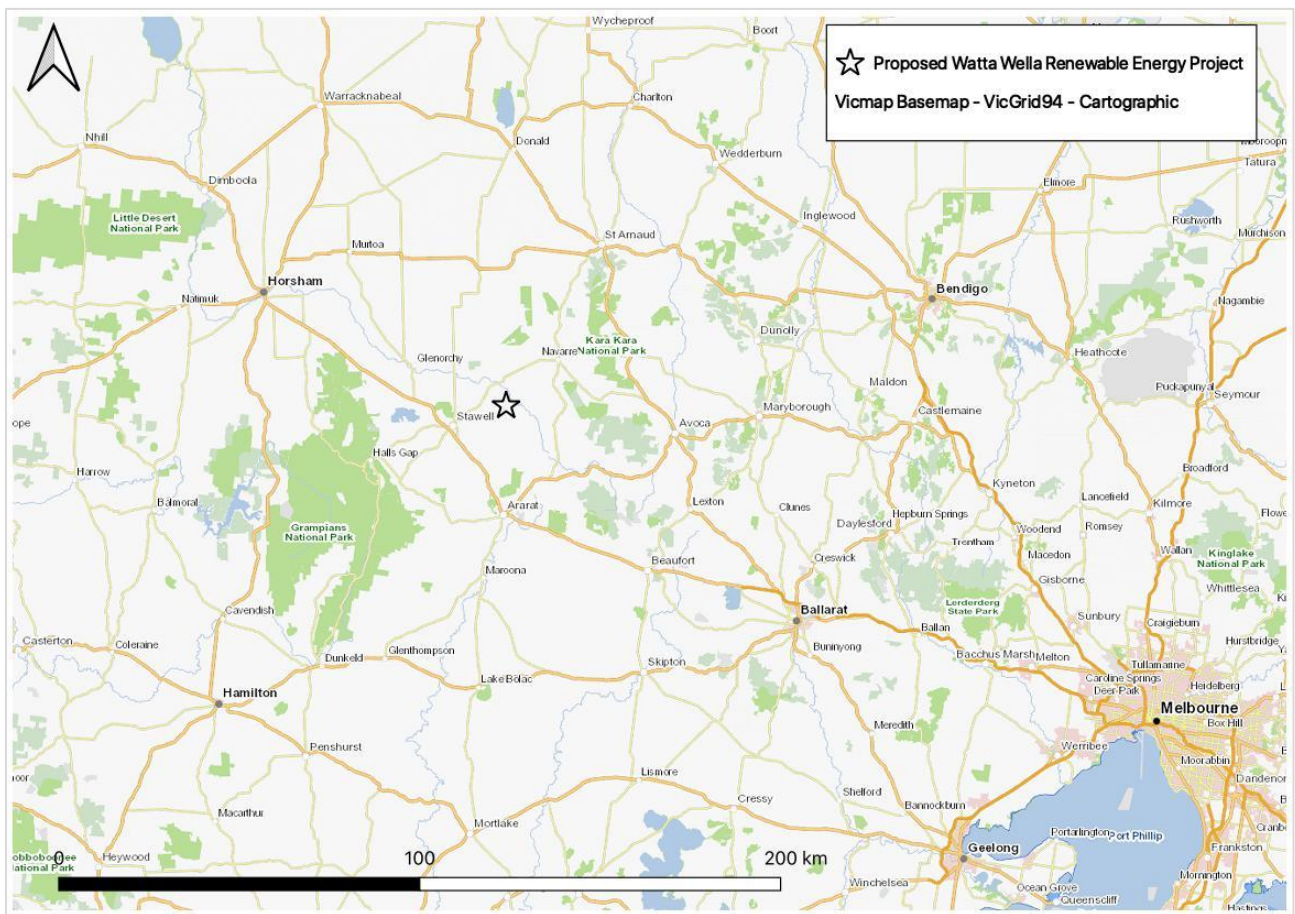 Wycheproof
Boort
Proposed Watta Wella Renewable Energy Project
Vicmap Basemap - VicGrid94 - Cartographic
Warracknabeal
Charlton
Nhill
Donald
Wedderburn
Tatura
Dimboola
Elmore
Little Desert
National Park
Inglewood
Rushworth
St Arnaud
Murtoa
Murchison
Horsham
Bendigo
Natimuk
Nagambie
Dunolly
Kara Kara
National Park
Navarre
Glenorchy
Heathcote
Maldon
Puckapunyal
Seymour
Stawell
Maryborough
Castlemaine
Avoca
Halls Gap
Harrow
Broadford
Kyneton
Balmoral
Lexton
Clunes
Lancefield
Kilmore
Ararat
Hepburn Springs
Daylesford
Grampians
National Park
Woodend
Romsey
Trentham
Wallan
Kinglake
National Park
Macedon
Creswick
Beaufort
Maroona
Gisborne
Whittlesea
Lerderderg
State Park
Cavendish
Ballarat
Sunbury
Craigieburn
Ballan
Casterton
Coleraine
Bunnyong
Hurstbridge
Glenthompson
Dunkeld
Bacchus Marsh
Melton
Skipton
Tullamarine
Lake Bolac
Caroline Springs
Deer Park
Heidelberg
Hamilton
Melbourne
Meredith
Box Hill
Penshurst
Werribee
Moorabbin
Lismore
Shelford
Cressy
Bannockburn
Macarthur
Mortlake
Portarlington
Port Phillip
Geelong
Frankston
Heywood
0
100
200 km
Mornington
Winchelsea
Ocean Grove
Queenscliff